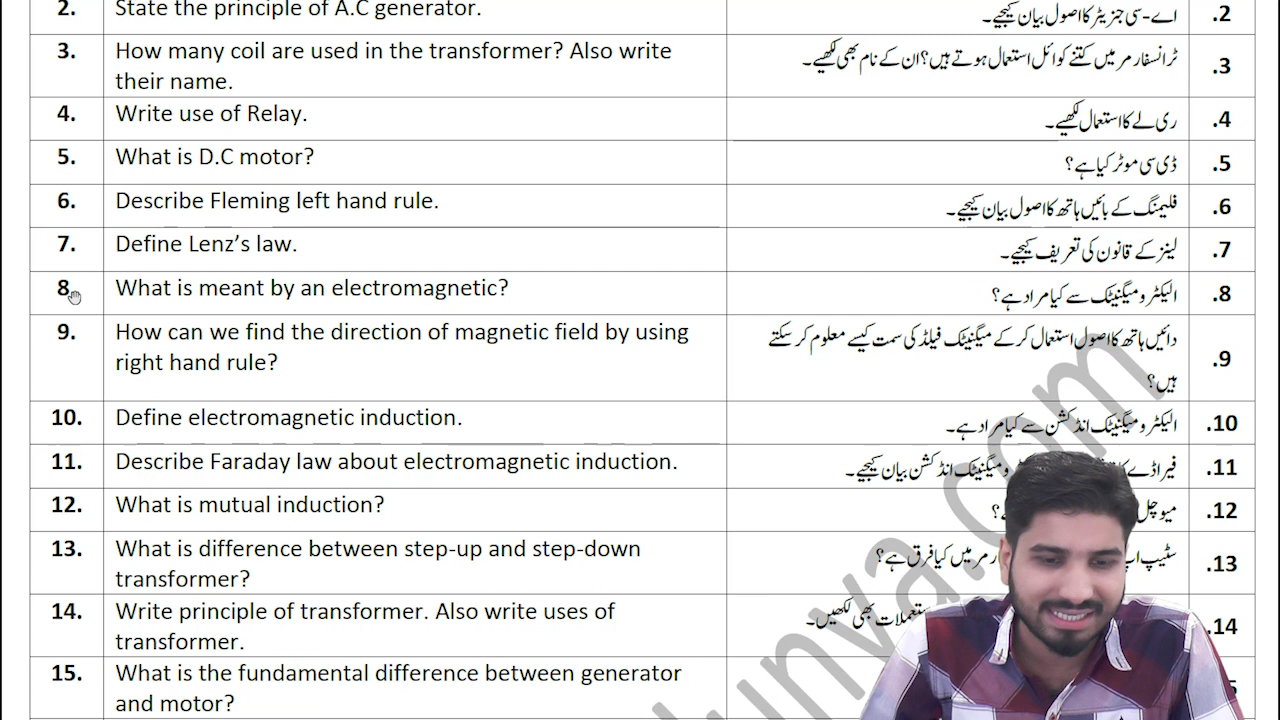 2. State the principle of A.C generator. اے-سی جنریٹر کا اصول بیان کیجیے۔ .2
3. How many coil are used in the transformer? Also write ٹرانسفارمر میں کتنے کوائل استعمال ہوتے ہیں؟ ان کے نام بھی لکھیے۔ .3
their name.
4. Write use of Relay. ری لے کا استعمال لکھیے۔ .4
5. What is D.C motor? ڈی سی موٹر کیا ہے؟ .5
6. Describe Fleming left hand rule. فلیمنگ کے بائیں ہاتھ کا اصول بیان کیجیے۔ .6
7. Define Lenz’s law. لینز کے قانون کی تعریف کیجیے۔ .7
8. What is meant by an electromagnetic? الیکٹرومیگنیٹک سے کیا مراد ہے؟ .8
9. How can we find the direction of magnetic field by using دائیں ہاتھ کا اصول استعمال کرکے میگنیٹک فیلڈ کی سمت کیسے معلوم کر سکتے .9
right hand rule? ہیں؟
10. Define electromagnetic induction. الیکٹرومیگنیٹک انڈکشن سے کیا مراد ہے۔ .10
11. Describe Faraday law about electromagnetic induction. فیراڈے ومیگنیٹک انڈکشن بیان کیجیے۔ .11
12. What is mutual induction? میوچل .12
13. What is difference between step-up and step-down سٹیپ اپ رمر میں کیا فرق ہے؟ .13
transformer?
14. Write principle of transformer. Also write uses of بھی لکھیں۔ .14
transformer.
15. What is the fundamental difference between generator
and motor?
.com